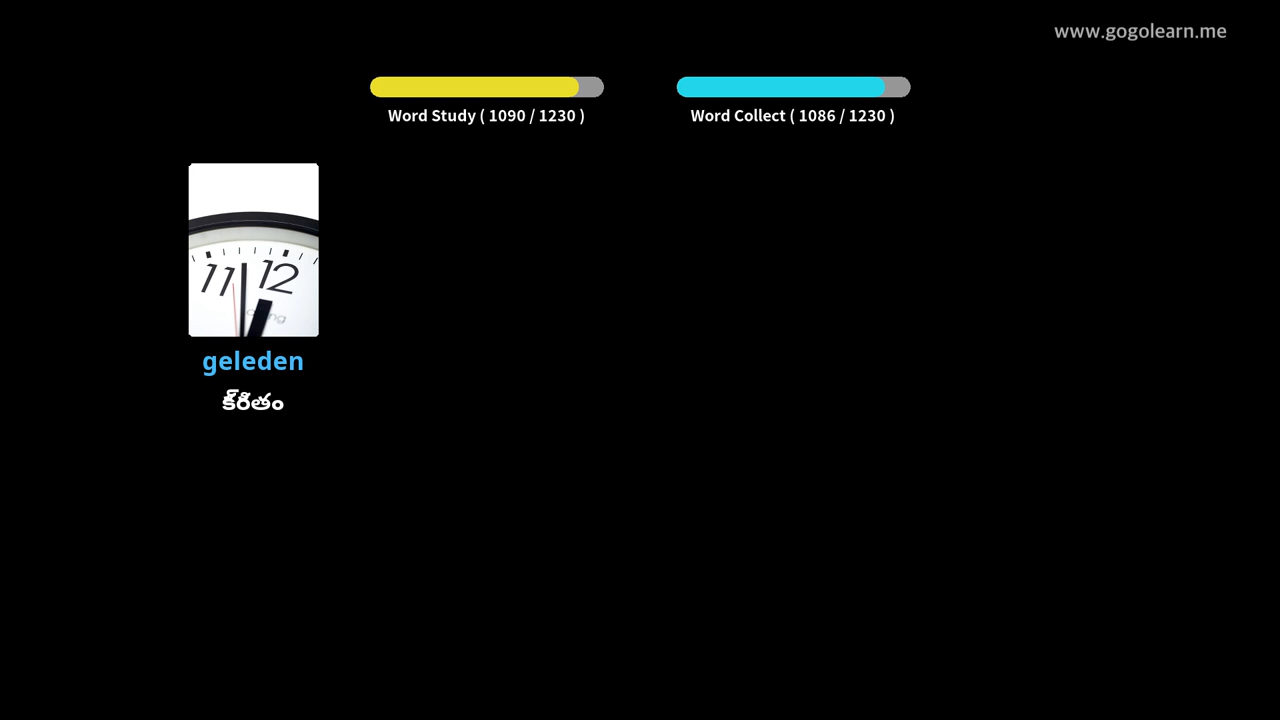 www.gogolearn.me
Word Study ( 1090 / 1230 )
Word Collect ( 1086 / 1230 )
11 12
geleden
క్రితం